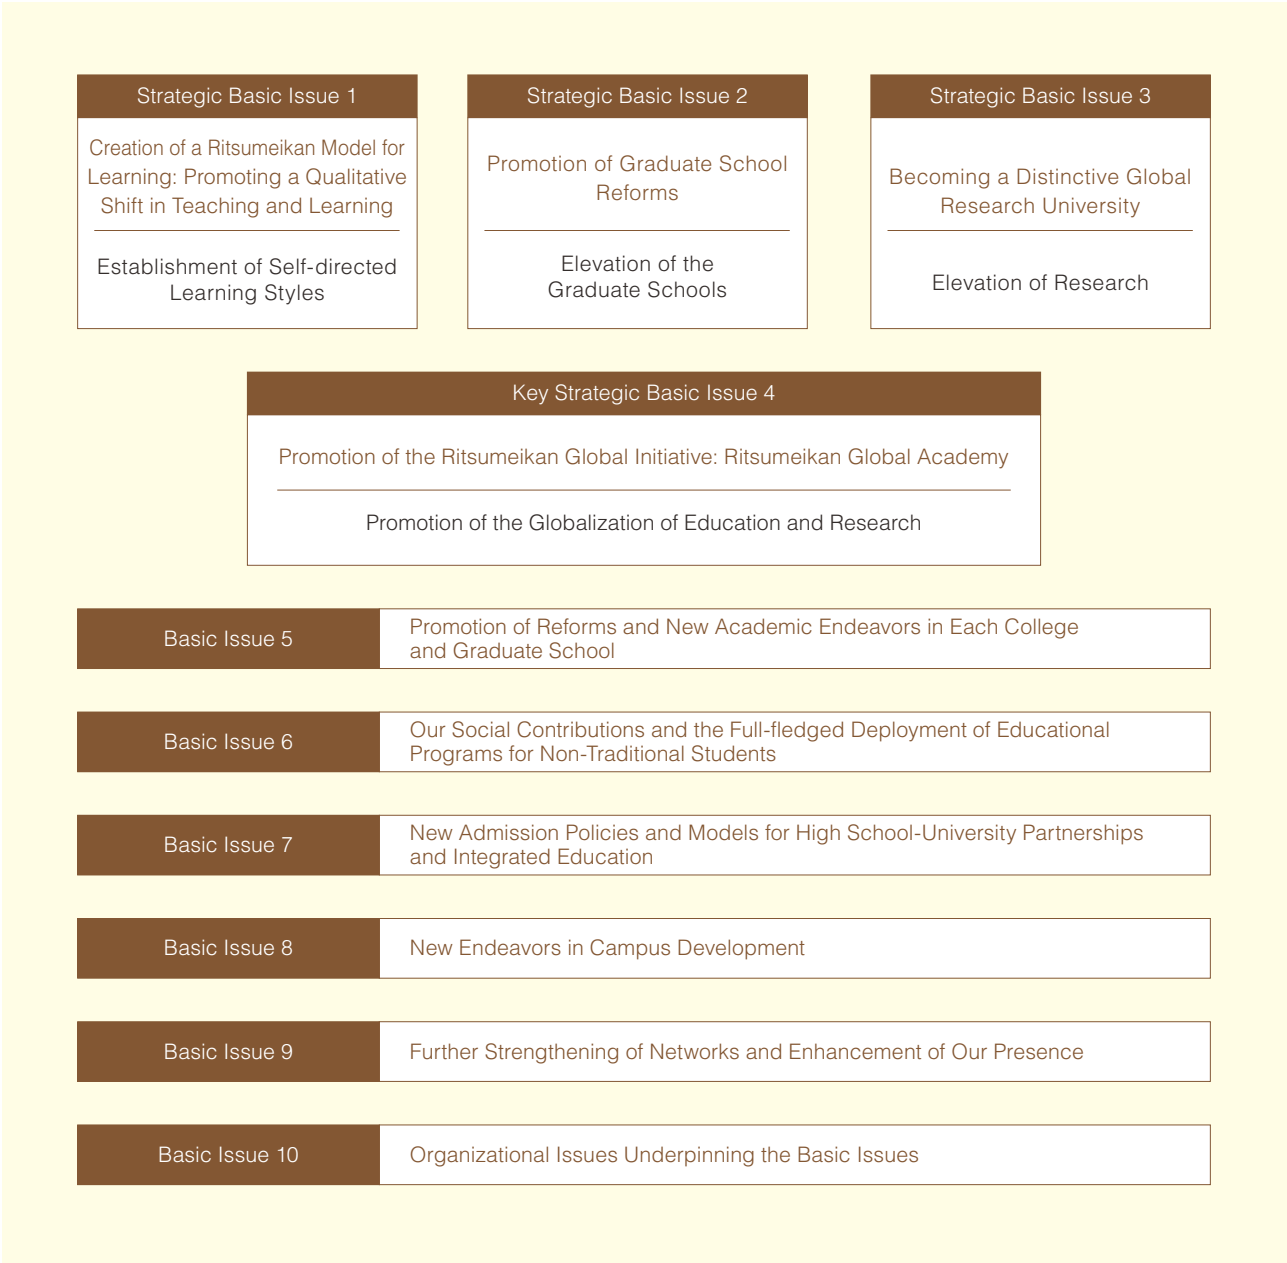 Strategic Basic Issue 1
Creation of a Ritsumeikan Model for
Learning: Promoting a Qualitative
Shift in Teaching and Learning
Establishment of Self-directed
Learning Styles
Strategic Basic Issue 2
Promotion of Graduate School
Reforms
Elevation of the
Graduate Schools
Strategic Basic Issue 3
Becoming a Distinctive Global
Research University
Elevation of Research
Key Strategic Basic Issue 4
Promotion of the Ritsumeikan Global Initiative: Ritsumeikan Global Academy
Promotion of the Globalization of Education and Research
Basic Issue 5
Promotion of Reforms and New Academic Endeavors in Each College
and Graduate School
Basic Issue 6
Our Social Contributions and the Full-fledged Deployment of Educational
Programs for Non-Traditional Students
Basic Issue 7
New Admission Policies and Models for High School-University Partnerships
and Integrated Education
Basic Issue 8
New Endeavors in Campus Development
Basic Issue 9
Further Strengthening of Networks and Enhancement of Our Presence
Basic Issue 10
Organizational Issues Underpinning the Basic Issues